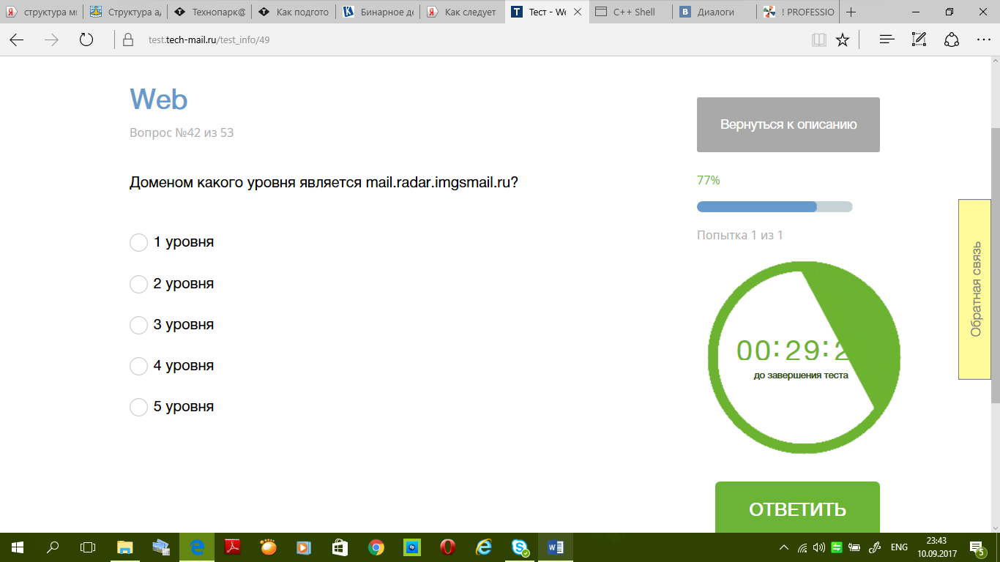 структура ми
Структура а
Технопарк@
Как подгото
Бинарное де
Как следует
Тест - We
C++ Shell
Диалоги
! PROFESSIO
test.tech-mail.ru/test_info/49
Web
Вопрос №42 из 53
Доменом какого уровня является mail.radar.imgsmail.ru?
1 уровня
2 уровня
3 уровня
4 уровня
5 уровня
Вернуться к описанию
77%
Попытка 1 из 1
00:29:2
до завершения теста
ОТВЕТИТЬ
Обратная связь
ENG
23:43
10.09.2017
5